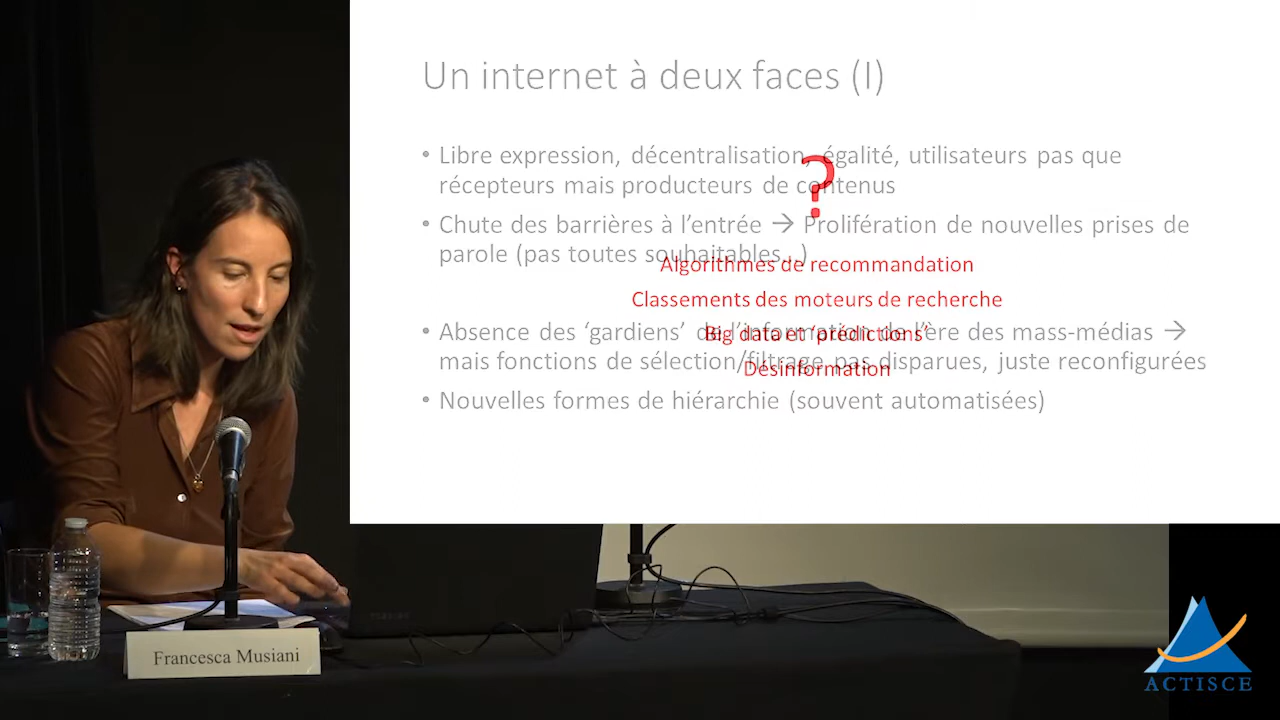 Un internet à deux faces (I)
• Libre expression, décentralisation, égalité, utilisateurs pas que
récepteurs mais producteurs de contenus
?
• Chute des barrières à l’entrée → Prolifération de nouvelles prises de
parole (pas toutes souhaitables…)
Algorithmes de recommandation
Classements des moteurs de recherche
• Absence des ‘gardiens’ de l’information de l’ère des mass-médias →
Big data et ‘prédictions’
mais fonctions de sélection/filtrage pas disparues, juste reconfigurées
Désinformation
• Nouvelles formes de hiérarchie (souvent automatisées)
Francesca Musiani
ACTISCE